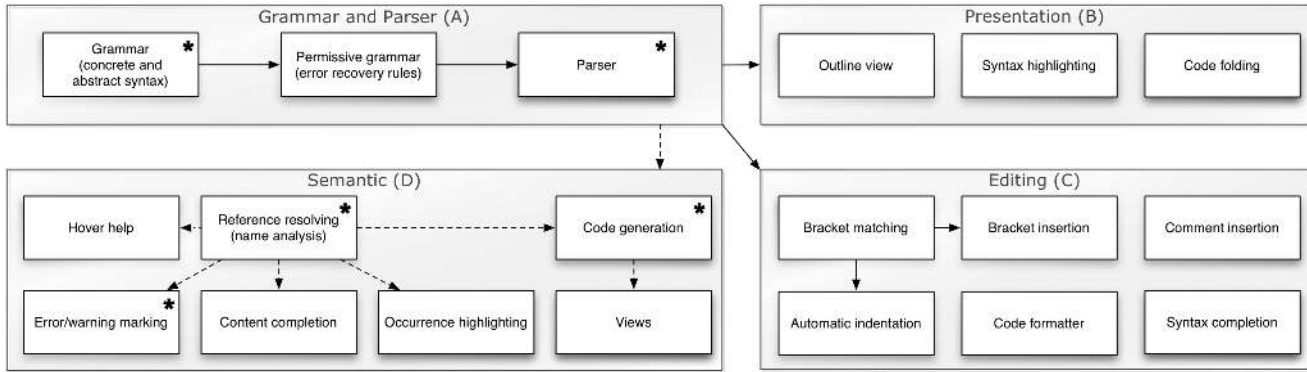 Grammar and Parser (A)
Grammar *
(concrete and
abstract syntax)
Permissive grammar
(error recovery rules)
Parser *
Presentation (B)
Outline view
Syntax highlighting
Code folding
Semantic (D)
Hover help
Reference resolving *
(name analysis)
Code generation *
Error/warning marking *
Content completion
Occurrence highlighting
Views
Editing (C)
Bracket matching
Bracket insertion
Comment insertion
Automatic indentation
Code formatter
Syntax completion